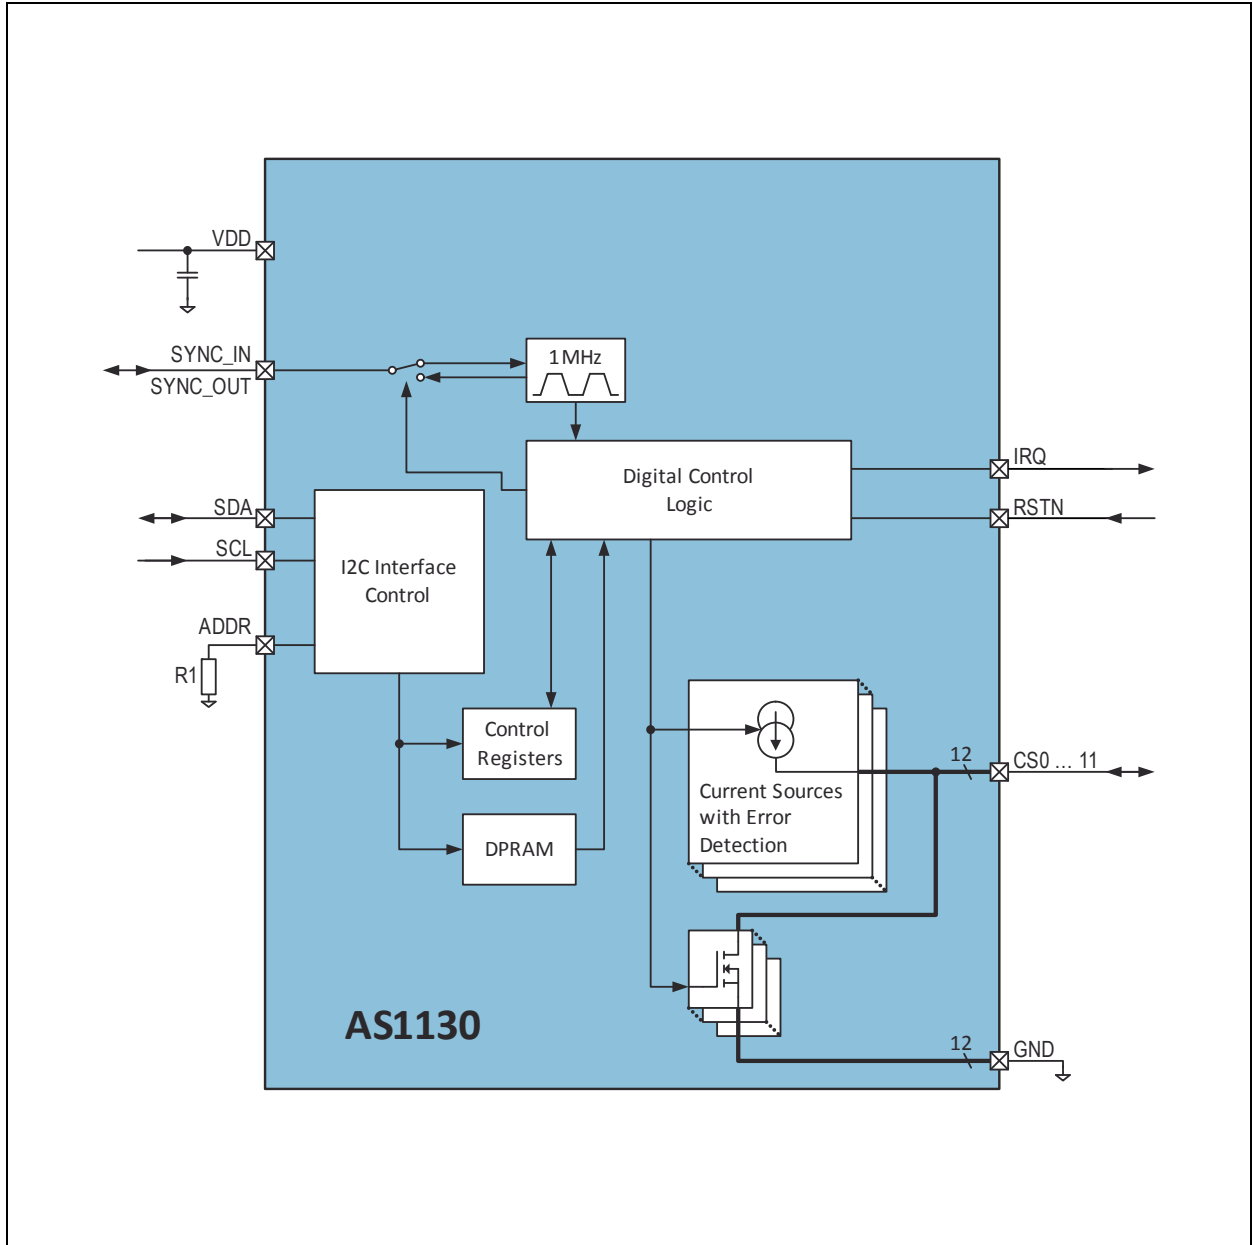 VDD
SYNC_IN
SYNC_OUT
1MHz
Digital Control
Logic
IRQ
RSTN
SDA
SCL
I2C Interface
Control
ADDR
R1
Control
Registers
DPRAM
Current Sources
with Error
Detection
12
CS0 ... 11
AS1130
12
GND